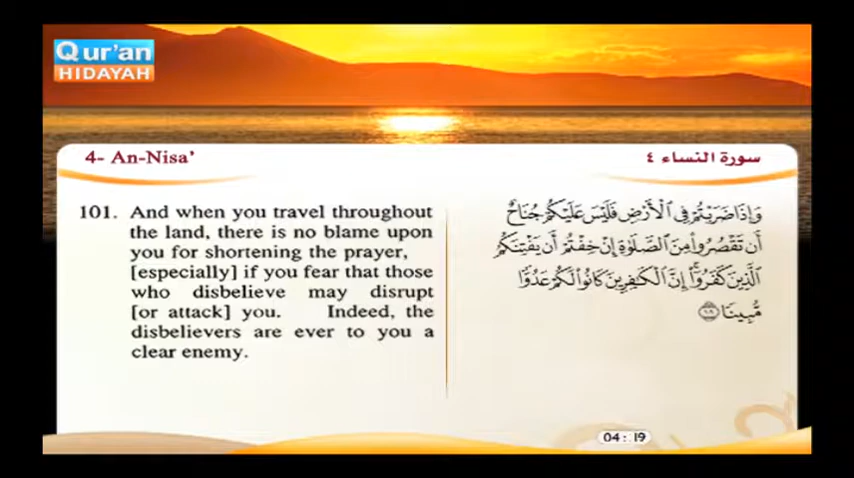 Qur'an
HIDAYAH
4- An-Nisa'
سورة النساء ٤
101. And when you travel throughout
the land, there is no blame upon
you for shortening the prayer,
[especially] if you fear that those
who disbelieve may disrupt
[or attack] you. Indeed, the
disbelievers are ever to you a
clear enemy.
وَإِذَا ضَرَبْتُمْ فِي ٱلْأَرْضِ فَلَيْسَ عَلَيْكُمْ جُنَاحٌ
أَن تَقْصُرُوا۟ مِنَ ٱلصَّلَوٰةِ إِنْ خِفْتُمْ أَن يَفْتِنَكُمُ
ٱلَّذِينَ كَفَرُوٓا۟ إِنَّ ٱلْكَٰفِرِينَ كَانُوا۟ لَكُمْ عَدُوًّا
مُّبِينًا
04:19